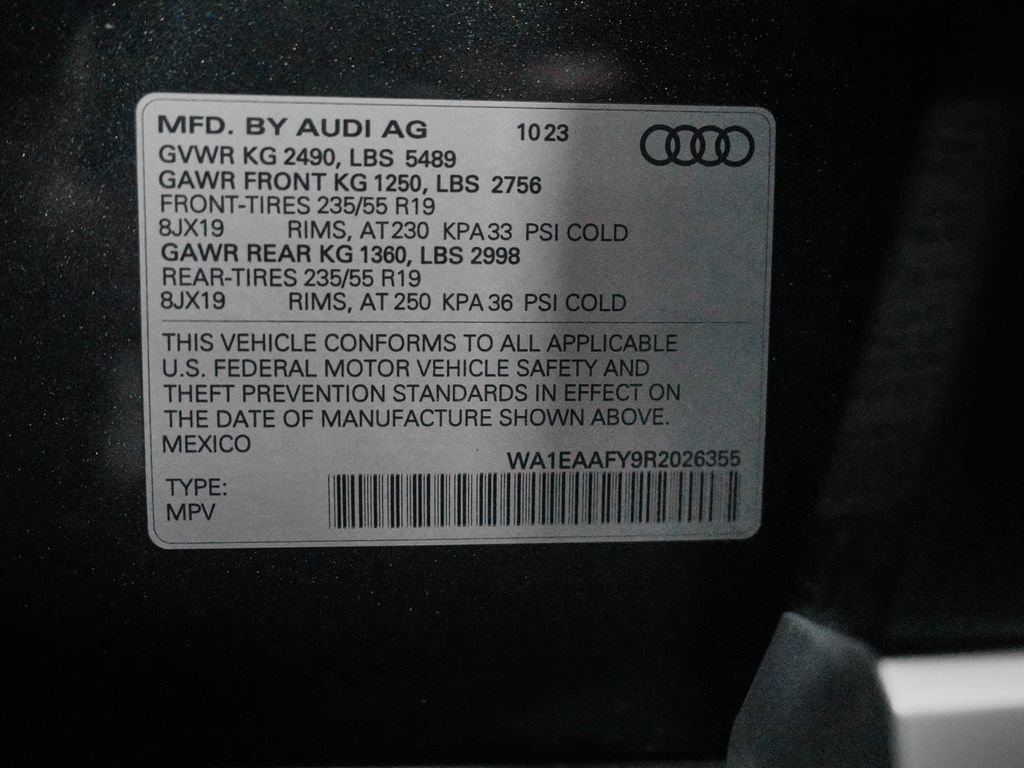 MFD. BY AUDI AG 10 23
GVWR KG 2490, LBS 5489
GAWR FRONT KG 1250, LBS 2756
FRONT-TIRES 235/55 R19
8JX19 RIMS, AT 230 KPA 33 PSI COLD
GAWR REAR KG 1360, LBS 2998
REAR-TIRES 235/55 R19
8JX19 RIMS, AT 250 KPA 36 PSI COLD
THIS VEHICLE CONFORMS TO ALL APPLICABLE
U.S. FEDERAL MOTOR VEHICLE SAFETY AND
THEFT PREVENTION STANDARDS IN EFFECT ON
THE DATE OF MANUFACTURE SHOWN ABOVE.
MEXICO
WA1EAAFY9R2026355
TYPE:
MPV